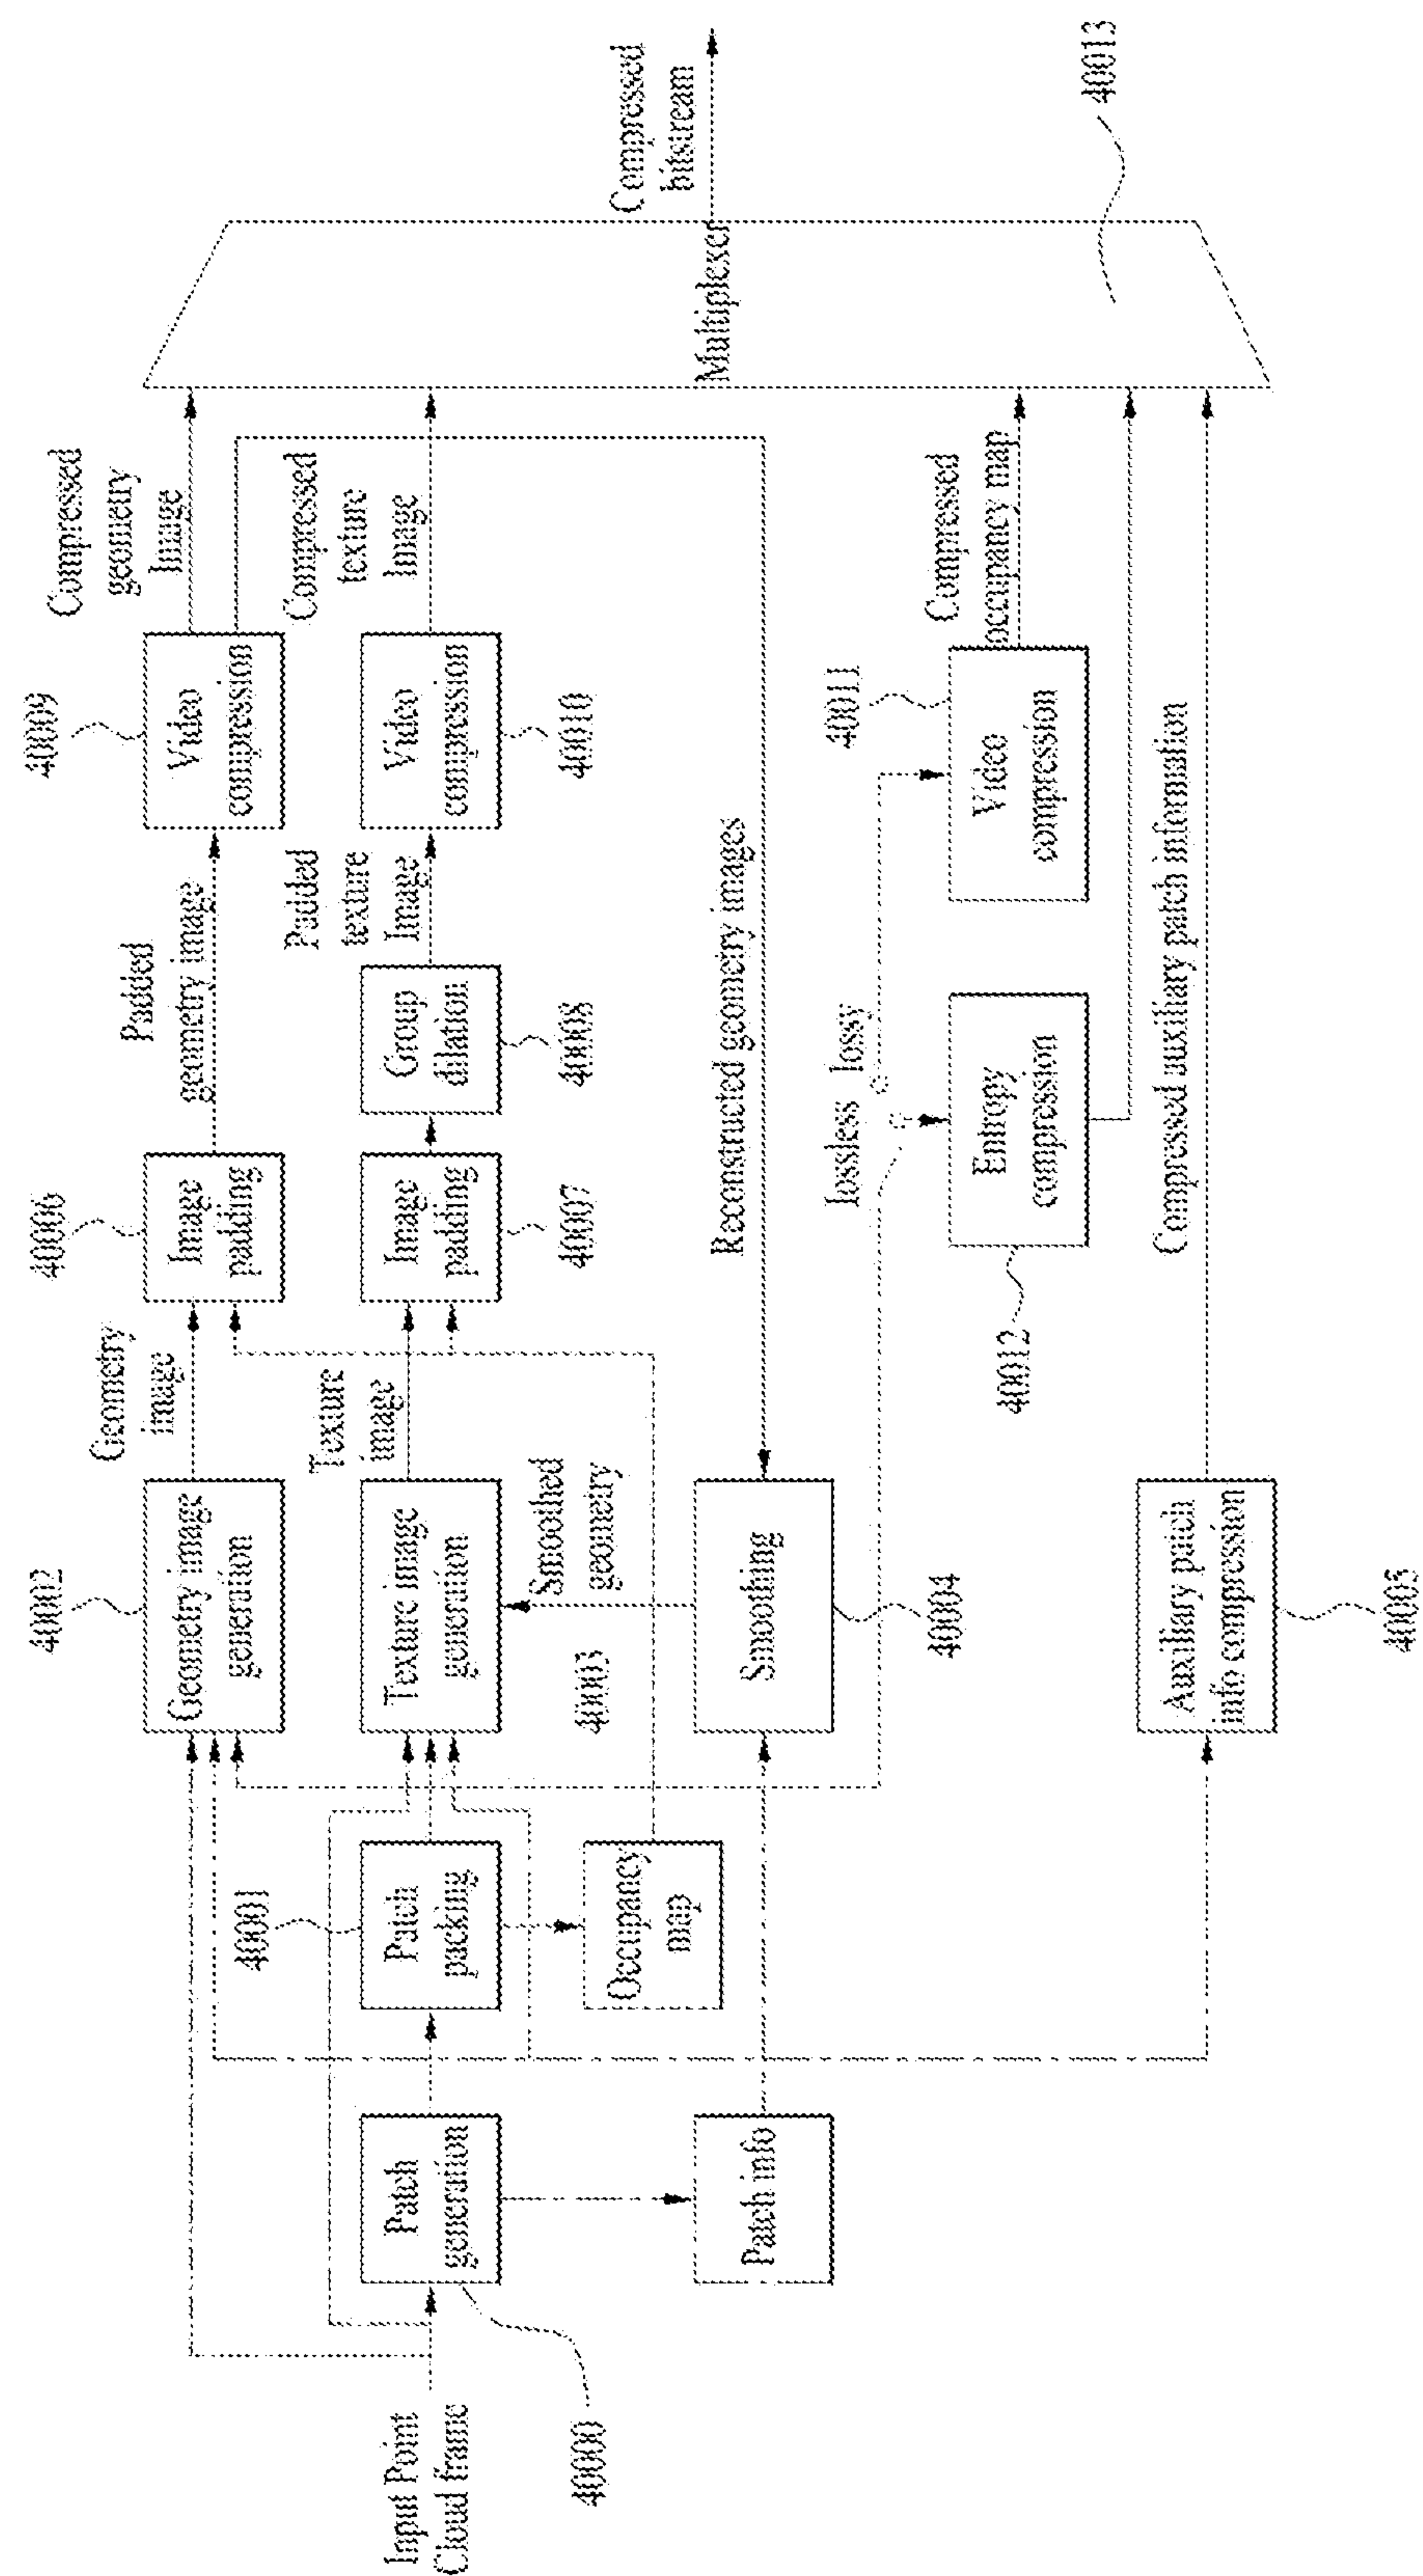 Input Point
Cloud frame
40000
Patch
generation
Patch info
40001
Patch
packing
Occupancy
map
40002
Geometry image
generation
Texture image
generation
40003
Smoothed
geometry
Smoothing
40004
Auxiliary patch
info compression
40005
Geometry
image
Texture
image
40006
Image
padding
Image
padding
40007
Group
dilation
40008
Padded
geometry image
Padded
texture
Image
40009
Video
compression
Video
compression
40010
Reconstructed geometry images
lossless
lossy
Entropy
compression
40012
40011
Video
compression
Compressed auxiliary patch information
Compressed
geometry
Image
Compressed
texture
Image
Compressed
occupancy map
Multiplexer
40013
Compressed
bitstream